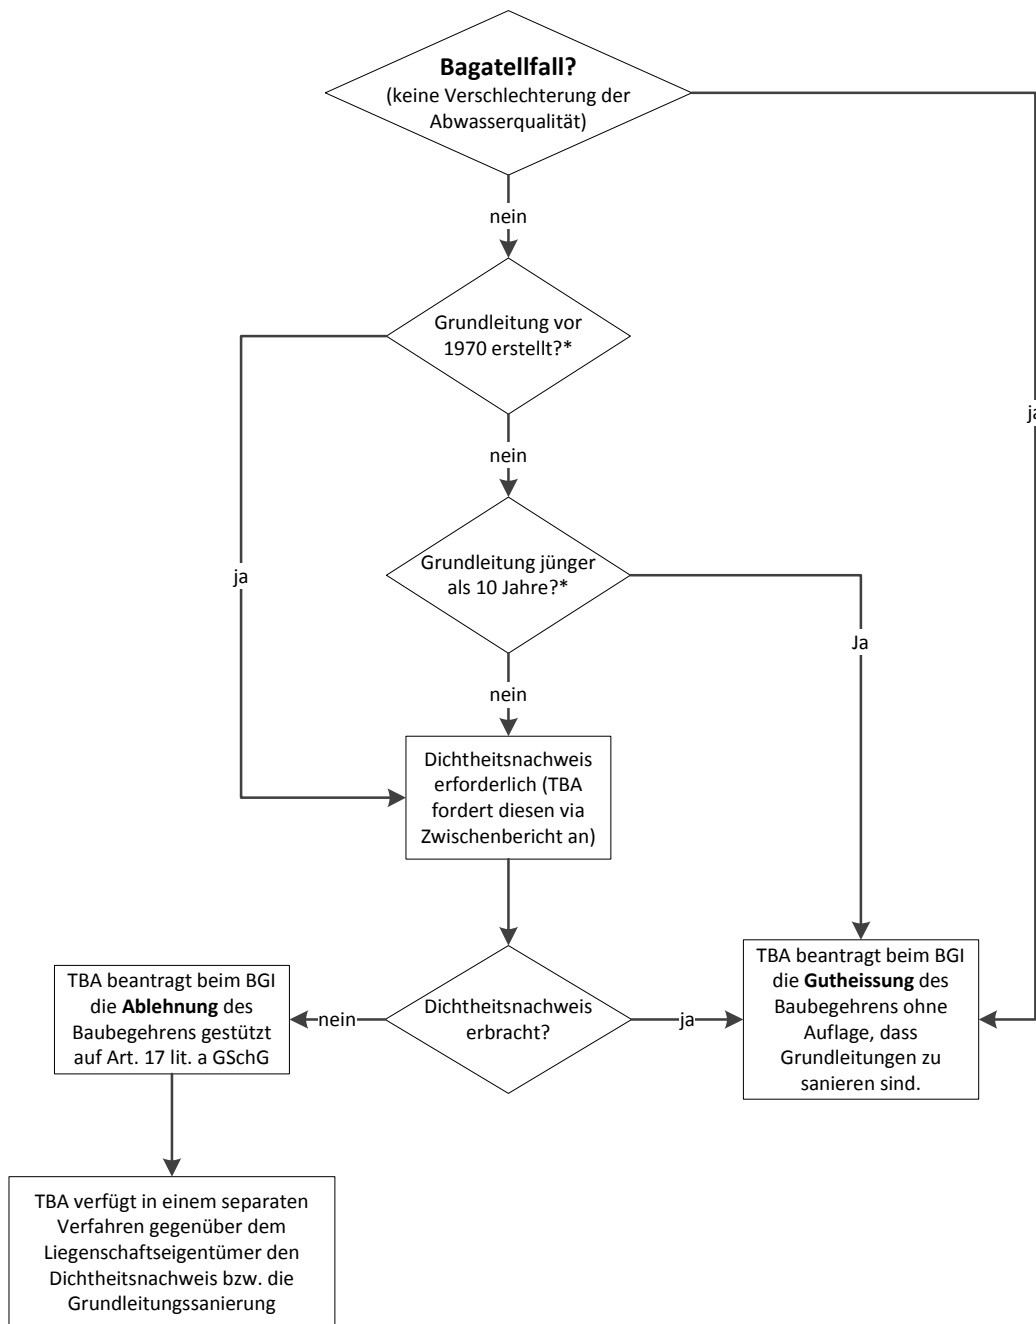 Bagatellfall?
(keine Verschlechterung der
Abwasserqualität)
nein
Grundleitung vor
1970 erstellt?*
ja
nein
Grundleitung jünger
als 10 Jahre?*
ja
Ja
nein
Dichtheitsnachweis
erforderlich (TBA
fordert diesen via
Zwischenbericht an)
TBA beantragt beim BGI
die Ablehnung des
Baubegehrens gestützt
auf Art. 17 lit. a GSchG
nein
Dichtheitsnachweis
erbracht?
ja
TBA beantragt beim BGI
die Gutheissung des
Baubegehrens ohne
Auflage, dass
Grundleitungen zu
sanieren sind.
TBA verfügt in einem separaten
Verfahren gegenüber dem
Liegenschaftseigentümer den
Dichtheitsnachweis bzw. die
Grundleitungssanierung